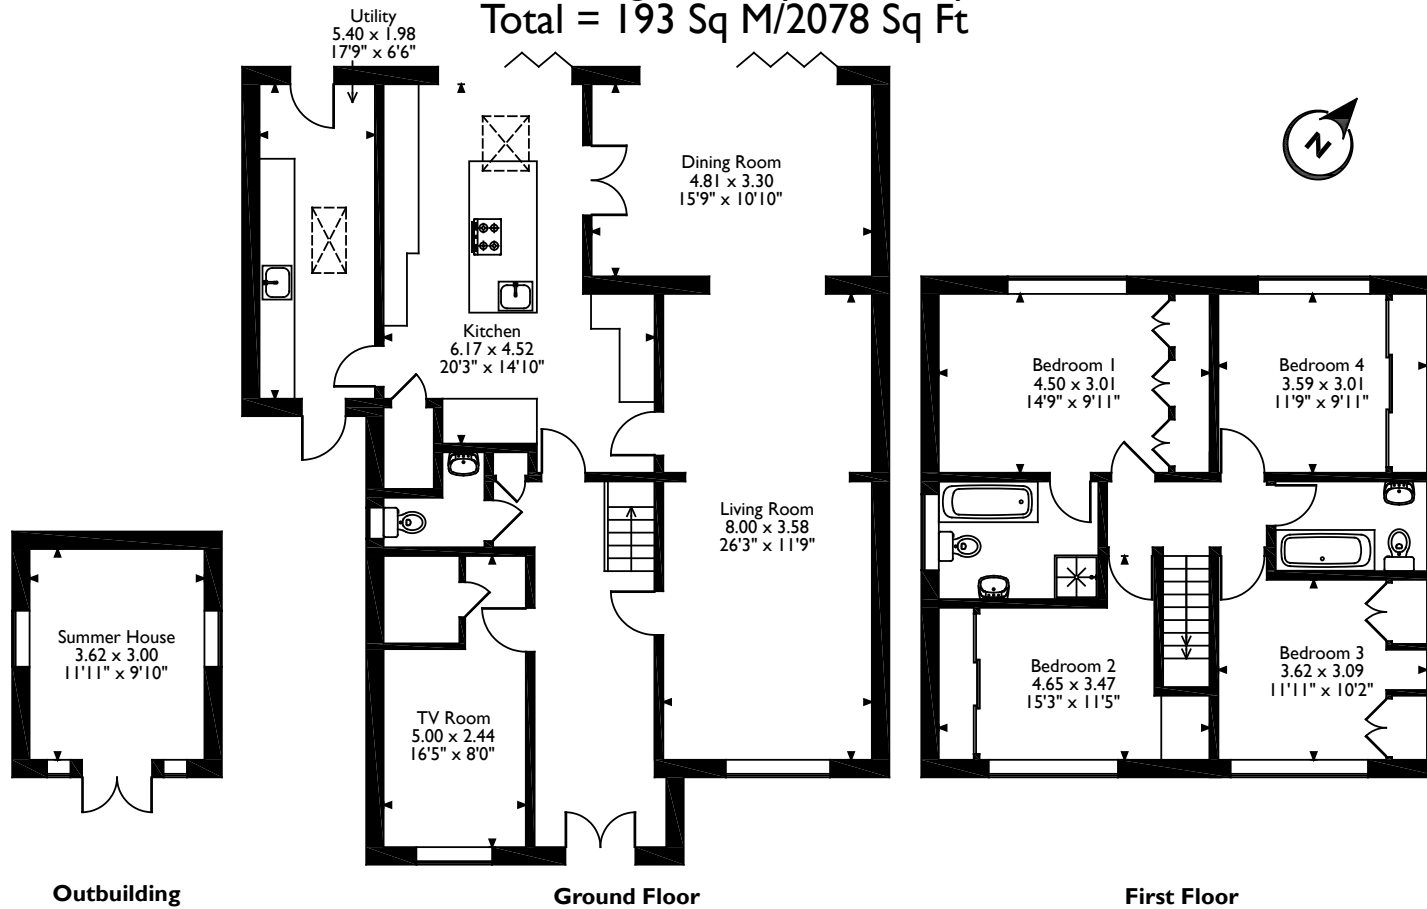 Total = 193 Sq M/2078 Sq Ft
Utility
5.40 x 1.98
17'9" x 6'6"
Dining Room
4.81 x 3.30
15'9" x 10'10"
N
Kitchen
6.17 x 4.52
20'3" x 14'10"
Bedroom 1
4.50 x 3.01
14'9" x 9'11"
Bedroom 4
3.59 x 3.01
11'9" x 9'11"
Living Room
8.00 x 3.58
26'3" x 11'9"
Summer House
3.62 x 3.00
11'11" x 9'10"
TV Room
5.00 x 2.44
16'5" x 8'0"
Bedroom 2
4.65 x 3.47
15'3" x 11'5"
Bedroom 3
3.62 x 3.09
11'11" x 10'2"
Outbuilding
Ground Floor
First Floor